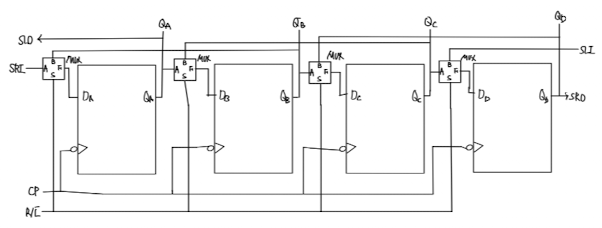 QA QB QC QD
SLO
SRI A B F S MUX A B F S MUX A B F S MUX A B F S MUX SLI
DA QA DB QB DC QC DD QD SRO
CP
R/L̅